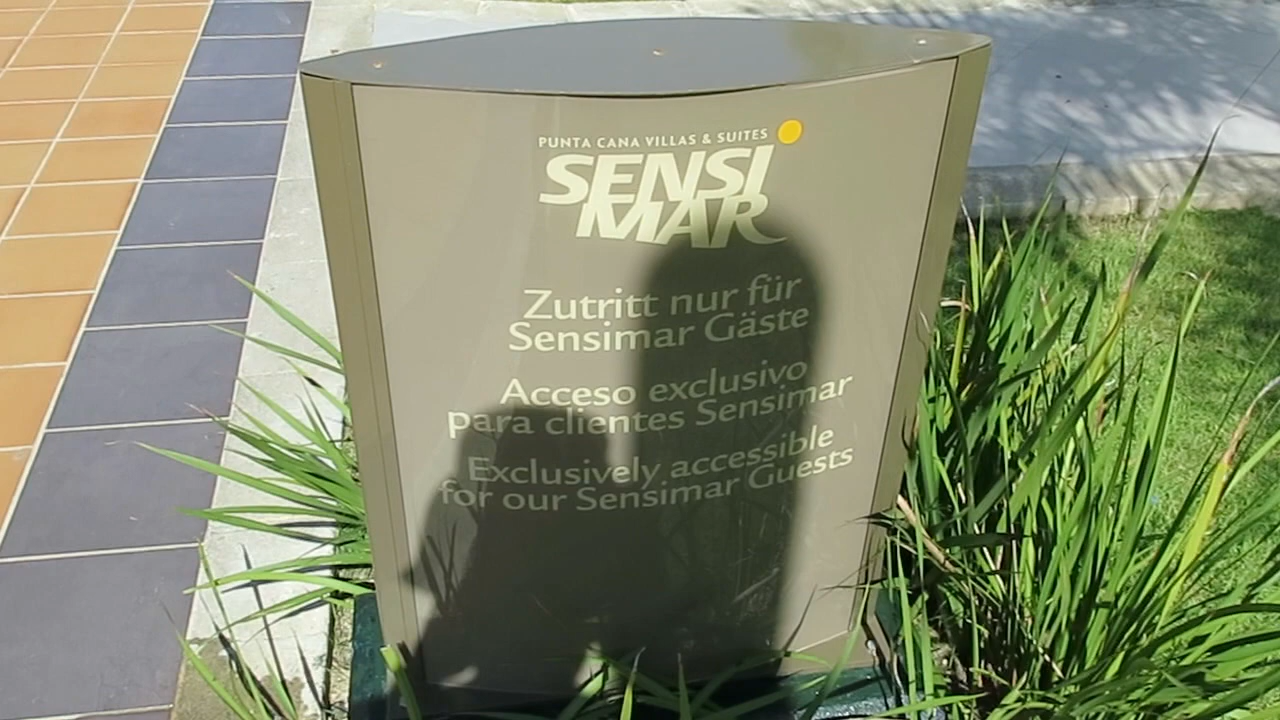 PUNTA CANA VILLAS & SUITES
SENSI
MAR
Zutritt nur für
Sensimar Gäste
Acceso exclusivo
para clientes Sensimar
Exclusively accessible
for our Sensimar Guests